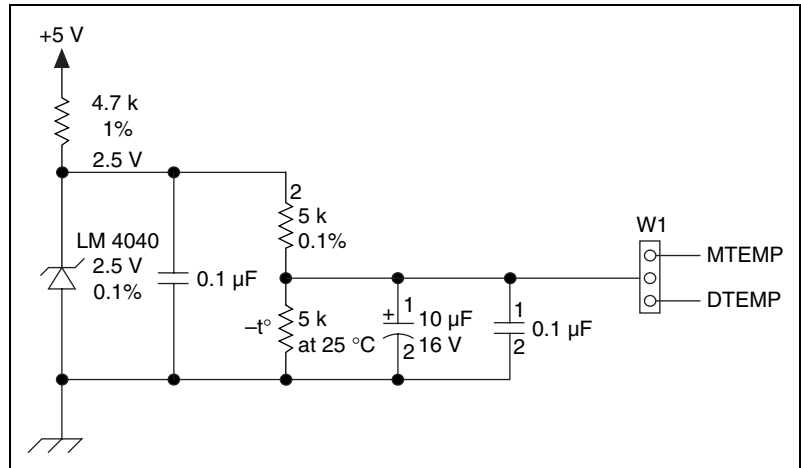 +5 V
4.7 k
1%
2.5 V
LM 4040
2.5 V
0.1%
0.1 µF
2
5 k
0.1%
–t°
5 k
at 25 °C
+
1
10 µF
2
16 V
1
0.1 µF
2
W1
MTEMP
DTEMP